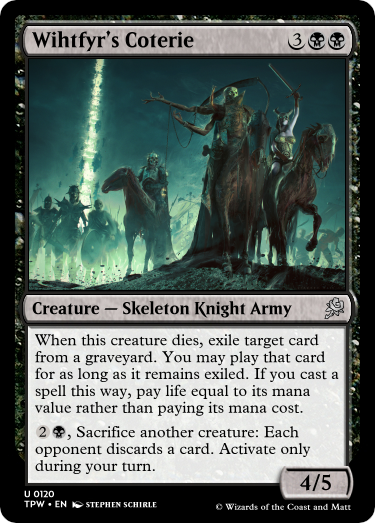 Wihtfyr's Coterie 3
Creature — Skeleton Knight Army
When this creature dies, exile target card
from a graveyard. You may play that card
for as long as it remains exiled. If you cast a
spell this way, pay life equal to its mana
value rather than paying its mana cost.
2 , Sacrifice another creature: Each
opponent discards a card. Activate only
during your turn.
4/5
U 0120
TPW • EN STEPHEN SCHIRLE
© Wizards of the Coast and Matt